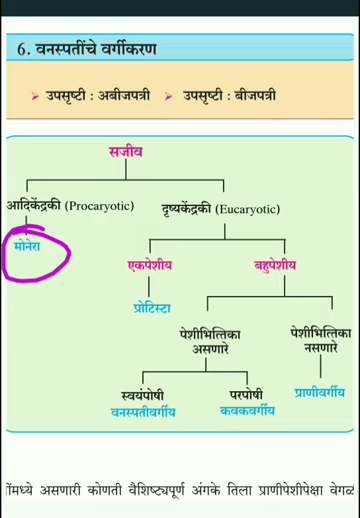 6. वनस्पतींचे वर्गीकरण
➤ उपसृष्टी : अबीजपत्री ➤ उपसृष्टी : बीजपत्री
सजीव
आदिकेंद्रकी (Procaryotic) दृष्यकेंद्रकी (Eucaryotic)
मोनेरा
एकपेशीय बहुपेशीय
प्रोटिस्टा
पेशीभित्तिका असणारे
पेशीभित्तिका नसणारे
स्वयंपोषी परपोषी प्राणीवर्गीय
वनस्पतीवर्गीय कवकवर्गीय
मध्ये असणारी कोणती वैशिष्ट्यपूर्ण अंगके तिला प्राणीपेशीपेक्षा